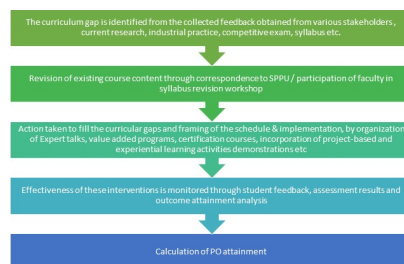 The curriculum gap is identified from the collected feedback obtained from various stakeholders ,
current research, industrial practice, competitive exam, syllabus etc.
Revision of existing course content through correspondence to SPPU / participation of faculty in
syllabus revision workshop
Action taken to fill the curricular gaps and framing of the schedule & implementation, by organization
of Expert talks, value added programs, certification courses, incorporation of project-based and
experiential learning activities demonstrations etc
Effectiveness of these interventions is monitored through student feedback, assessment results and
outcome attainment analysis
Calculation of PO attainment